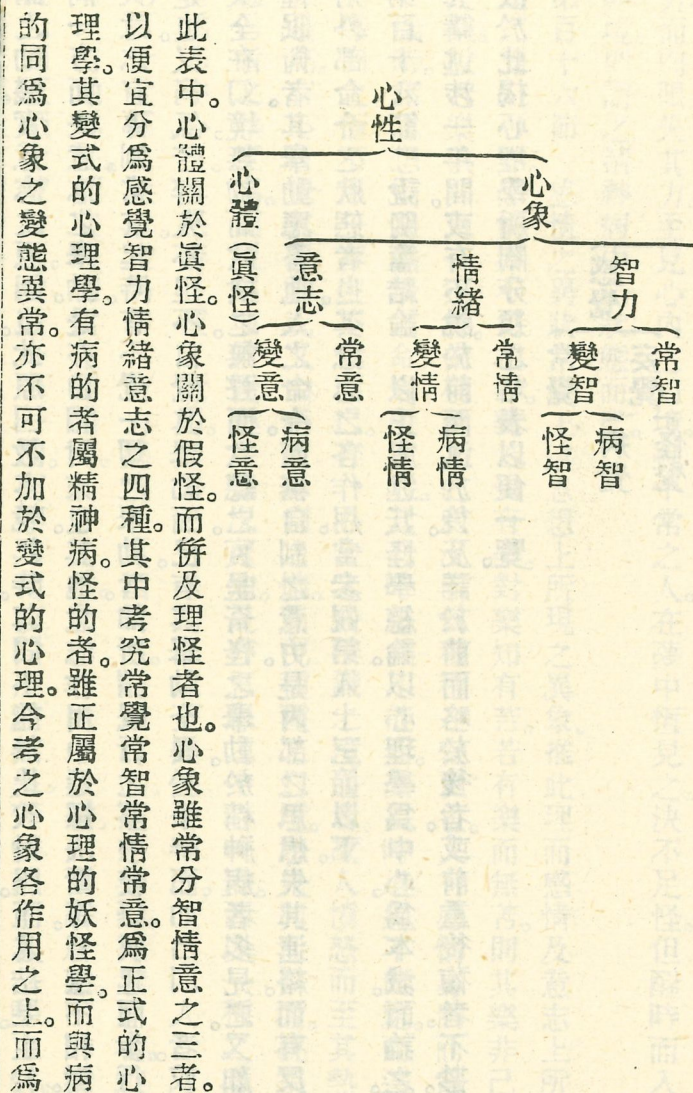 心性
心象
心體(眞怪)
智力
情緖
意志
常智
變智
常情
變情
常意
變意
病智
怪智
病情
怪情
病意
怪意
此表中。心體關於眞怪。心象關於假怪。而倂及理怪者也。心象雖常分智情意之三者。
以便宜分爲感覺智力情緖意志之四種。其中考究常覺常智常情常意。爲正式的心
理學。其變式的心理學。有病的者屬精神病。怪的者。雖正屬於心理的妖怪學。而與病
的同爲心象之變態異常。亦不可不加於變式的心理。今考之心象各作用之上。而爲